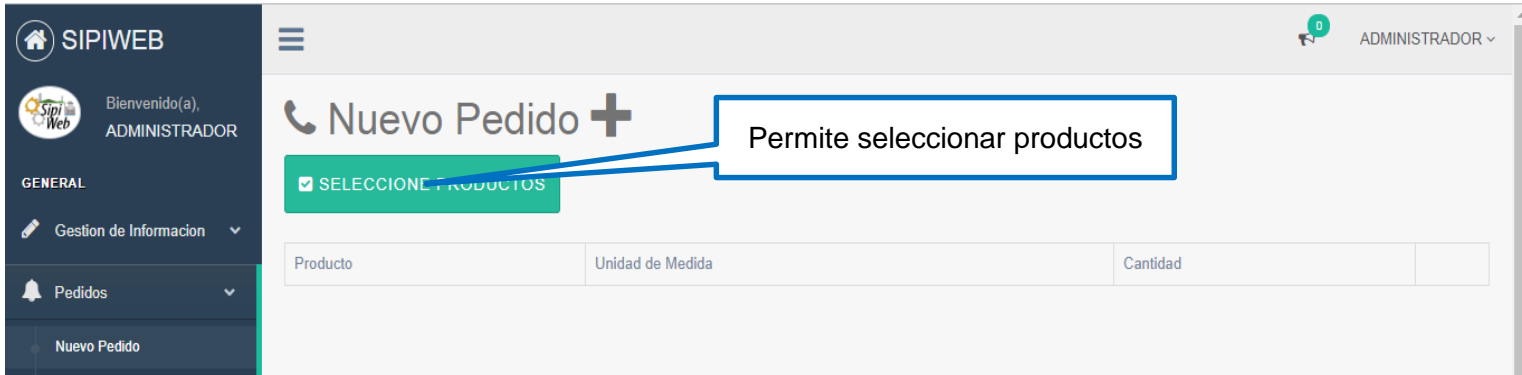 SIPIWEB
0
ADMINISTRADOR
Sipi
Web
Bienvenido(a),
ADMINISTRADOR
Nuevo Pedido
Permite seleccionar productos
SELECCIONE PRODUCTOS
GENERAL
Gestion de Informacion
Producto
Unidad de Medida
Cantidad
Pedidos
Nuevo Pedido